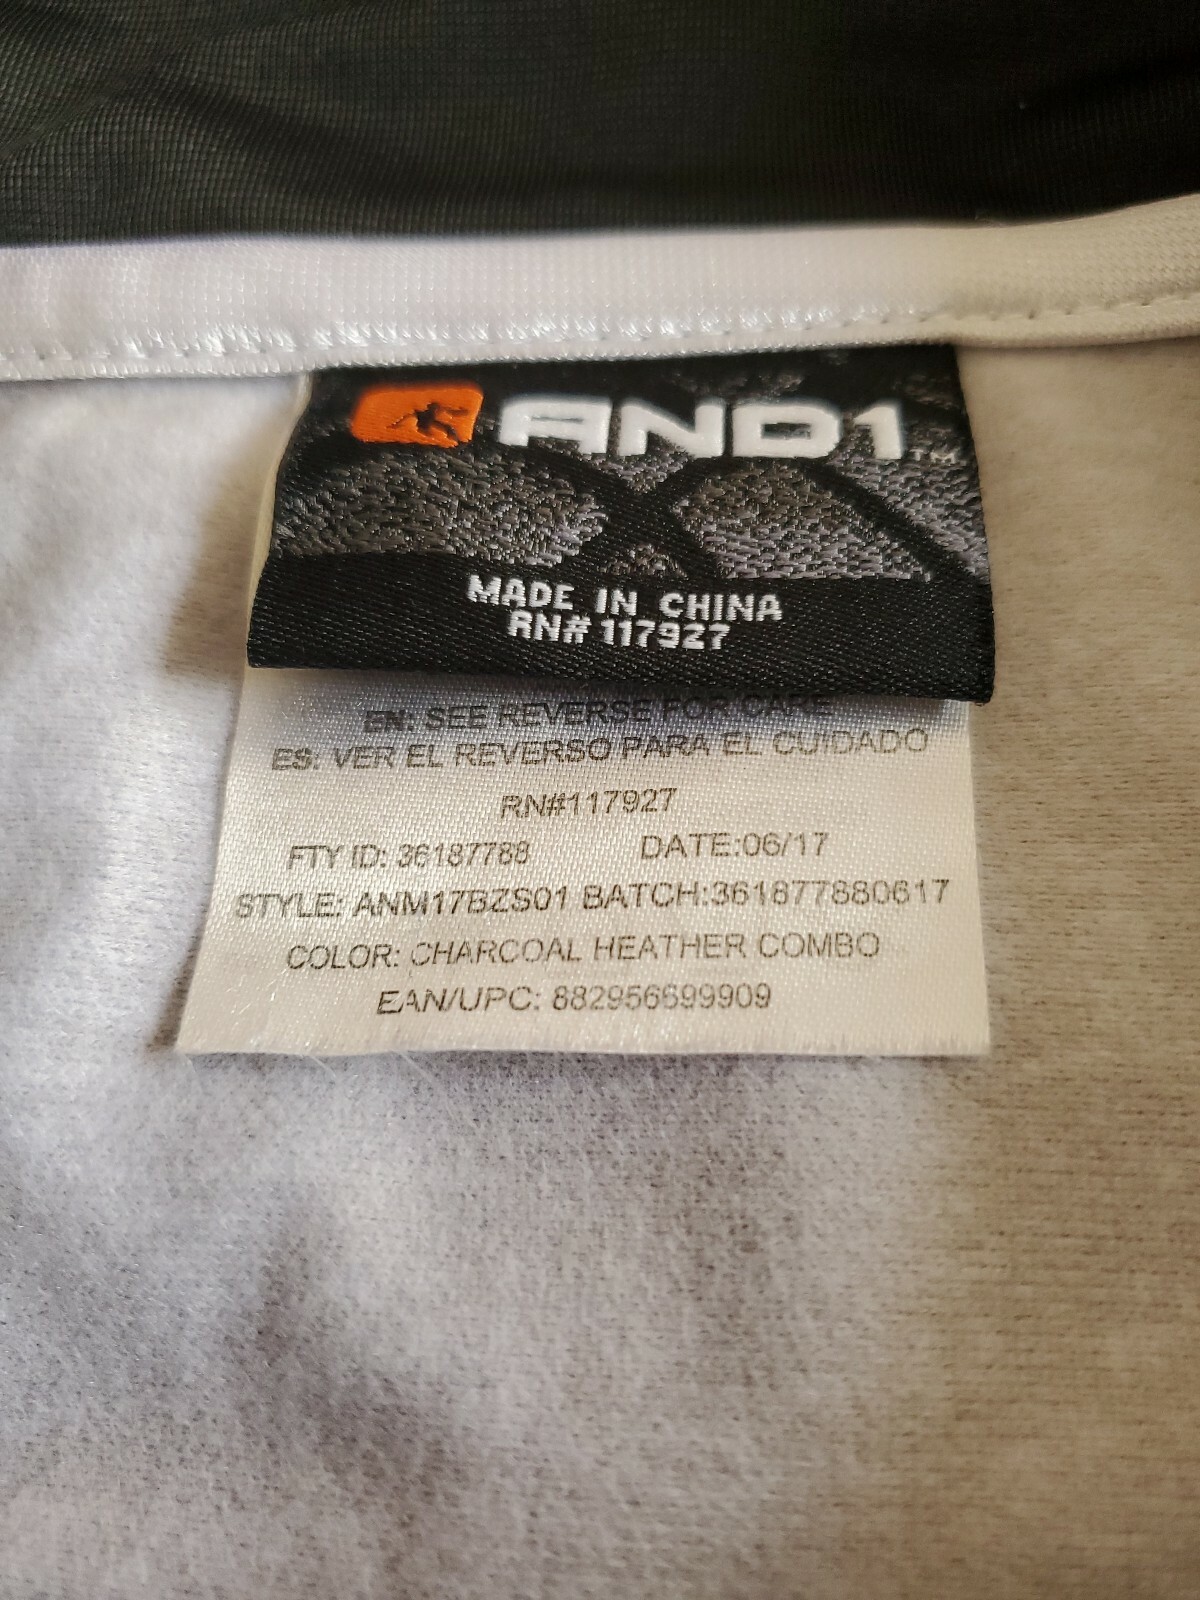 AND1™
MADE IN CHINA
RN# 117927
EN: SEE REVERSE FOR CARE
ES: VER EL REVERSO PARA EL CUIDADO
RN#117927
FTY ID: 36187788 DATE:06/17
STYLE: ANM17BZS01 BATCH:361877880617
COLOR: CHARCOAL HEATHER COMBO
EAN/UPC: 882956699909